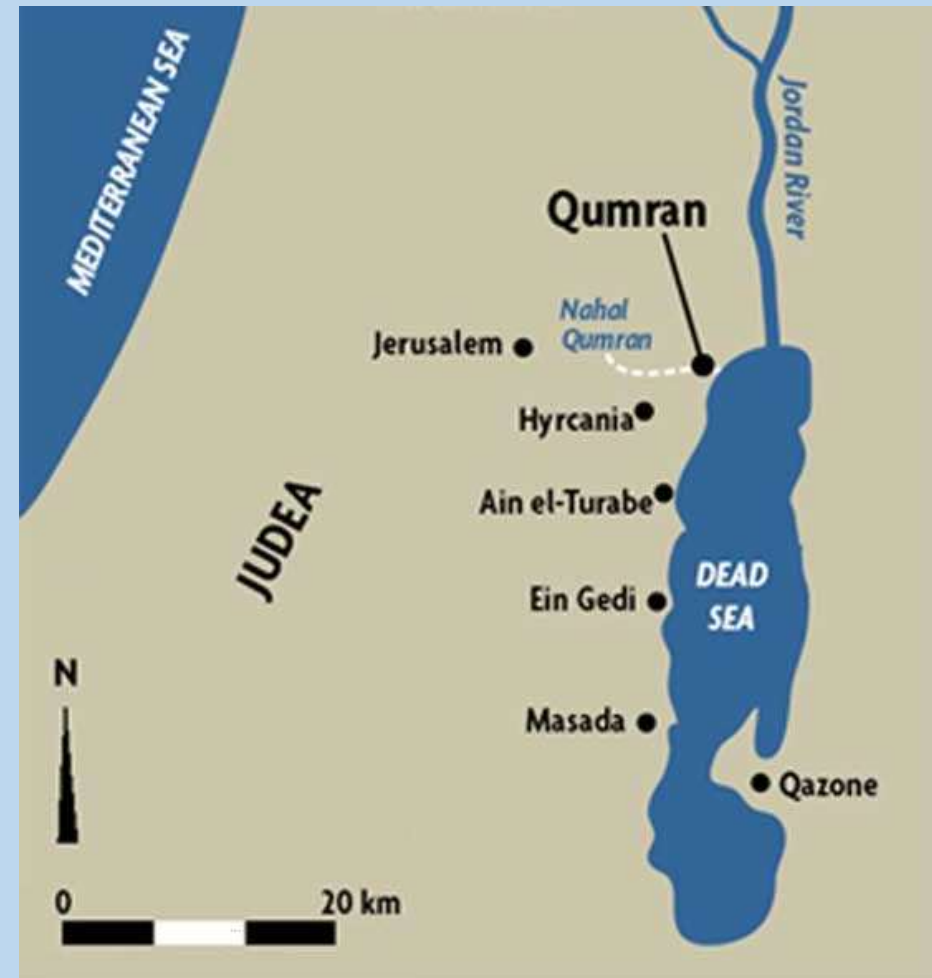 MEDITERRANEAN SEA
Jordan River
Qumran
Nahal
Qumran
Jerusalem
Hyrcania
Ain el-Turabe
JUDEA
DEAD
SEA
Ein Gedi
N
Masada
Qazone
0
20 km